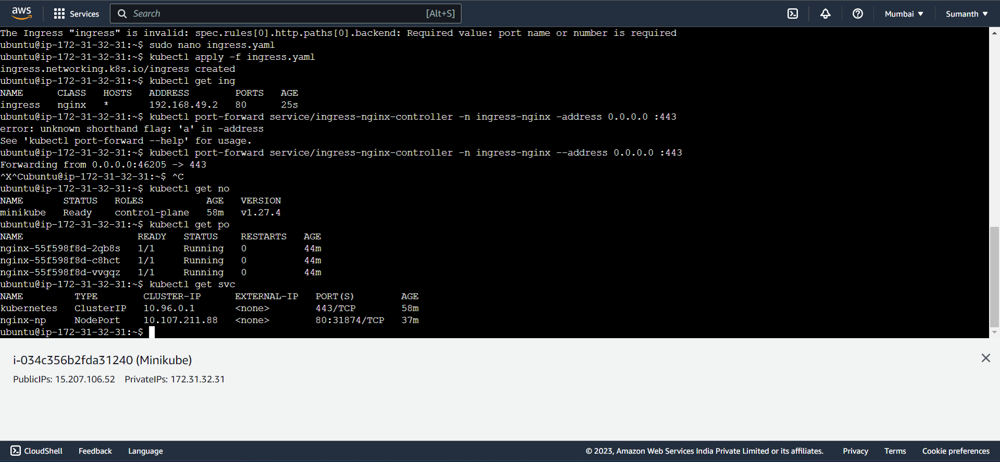 aws Services Search [Alt+S] Mumbai ▼ Sumanth ▼
The Ingress "ingress" is invalid: spec.rules[0].http.paths[0].backend: Required value: port name or number is required
ubuntu@ip-172-31-32-31:~$ sudo nano ingress.yaml
ubuntu@ip-172-31-32-31:~$ kubectl apply -f ingress.yaml
ingress.networking.k8s.io/ingress created
ubuntu@ip-172-31-32-31:~$ kubectl get ing
NAME      CLASS   HOSTS   ADDRESS        PORTS   AGE
ingress   nginx   *       192.168.49.2   80      25s
ubuntu@ip-172-31-32-31:~$ kubectl port-forward service/ingress-nginx-controller -n ingress-nginx -address 0.0.0.0 :443
error: unknown shorthand flag: 'a' in -address
See 'kubectl port-forward --help' for usage.
ubuntu@ip-172-31-32-31:~$ kubectl port-forward service/ingress-nginx-controller -n ingress-nginx --address 0.0.0.0 :443
Forwarding from 0.0.0.0:46205 -> 443
^X^Cubuntu@ip-172-31-32-31:~$ ^C
ubuntu@ip-172-31-32-31:~$ kubectl get no
NAME       STATUS   ROLES           AGE   VERSION
minikube   Ready    control-plane   58m   v1.27.4
ubuntu@ip-172-31-32-31:~$ kubectl get po
NAME                    READY   STATUS    RESTARTS   AGE
nginx-55f598f8d-2qb8s   1/1     Running   0          44m
nginx-55f598f8d-c8hct   1/1     Running   0          44m
nginx-55f598f8d-vvgqz   1/1     Running   0          44m
ubuntu@ip-172-31-32-31:~$ kubectl get svc
NAME         TYPE        CLUSTER-IP      EXTERNAL-IP   PORT(S)        AGE
kubernetes   ClusterIP   10.96.0.1       <none>        443/TCP        58m
nginx-np     NodePort    10.107.211.88   <none>        80:31874/TCP   37m
ubuntu@ip-172-31-32-31:~$
i-034c356b2fda31240 (Minikube)
PublicIPs: 15.207.106.52 PrivateIPs: 172.31.32.31
CloudShell Feedback Language © 2023, Amazon Web Services India Private Limited or its affiliates. Privacy Terms Cookie preferences